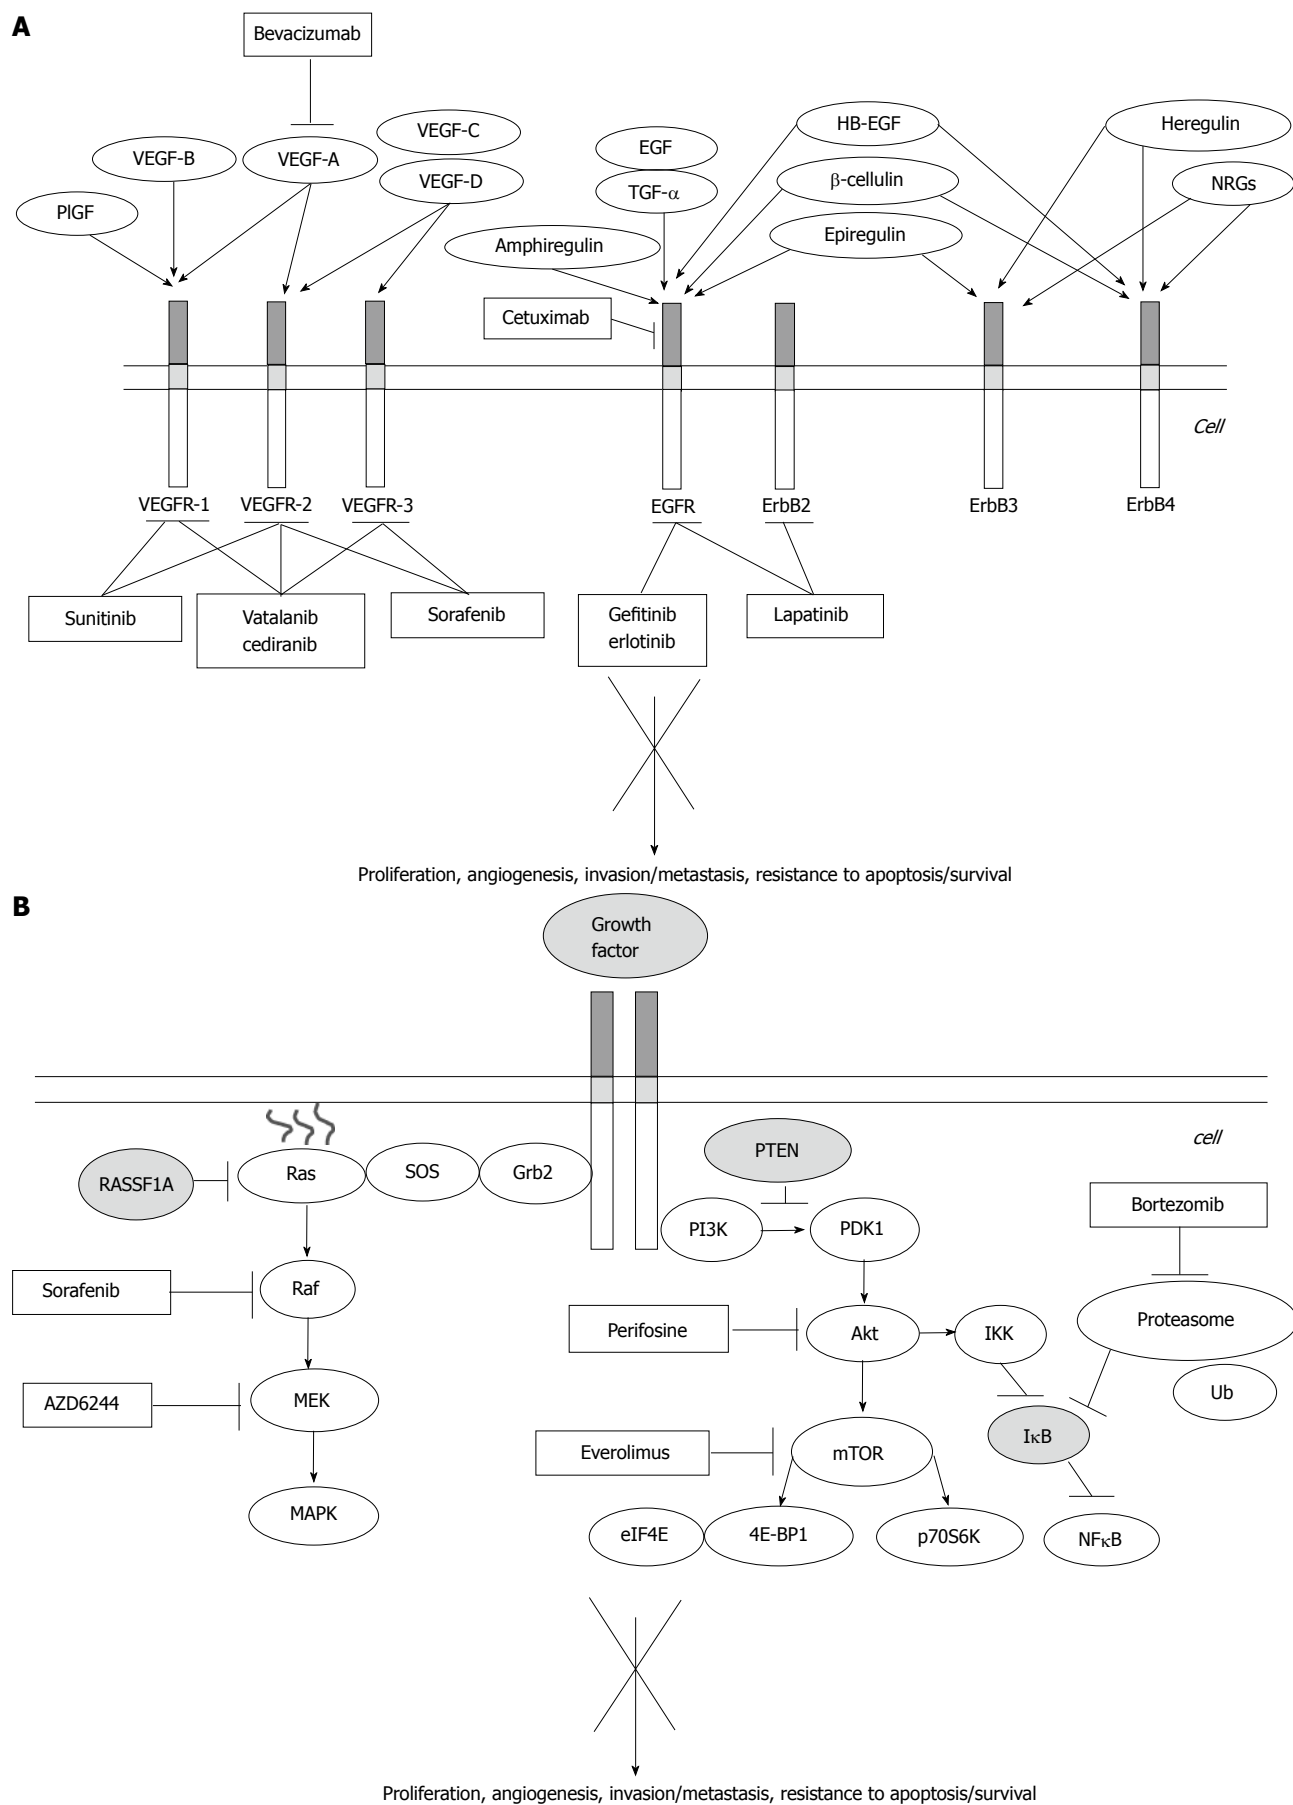 A
Bevacizumab
VEGF-C
HB-EGF
Heregulin
VEGF-B
VEGF-A
EGF
VEGF-D
β-cellulin
NRGs
TGF-α
PlGF
Amphiregulin
Epiregulin
Cetuximab
Cell
VEGFR-1
VEGFR-2
VEGFR-3
EGFR
ErbB2
ErbB3
ErbB4
Sunitinib
Vatalanib
cediranib
Sorafenib
Gefitinib
erlotinib
Lapatinib
Proliferation, angiogenesis, invasion/metastasis, resistance to apoptosis/survival
B
Growth
factor
cell
PTEN
RASSF1A
Ras
SOS
Grb2
Bortezomib
PI3K
PDK1
Sorafenib
Raf
Proteasome
Perifosine
Akt
IKK
Ub
AZD6244
MEK
IκB
Everolimus
mTOR
MAPK
eIF4E
4E-BP1
p70S6K
NFκB
Proliferation, angiogenesis, invasion/metastasis, resistance to apoptosis/survival